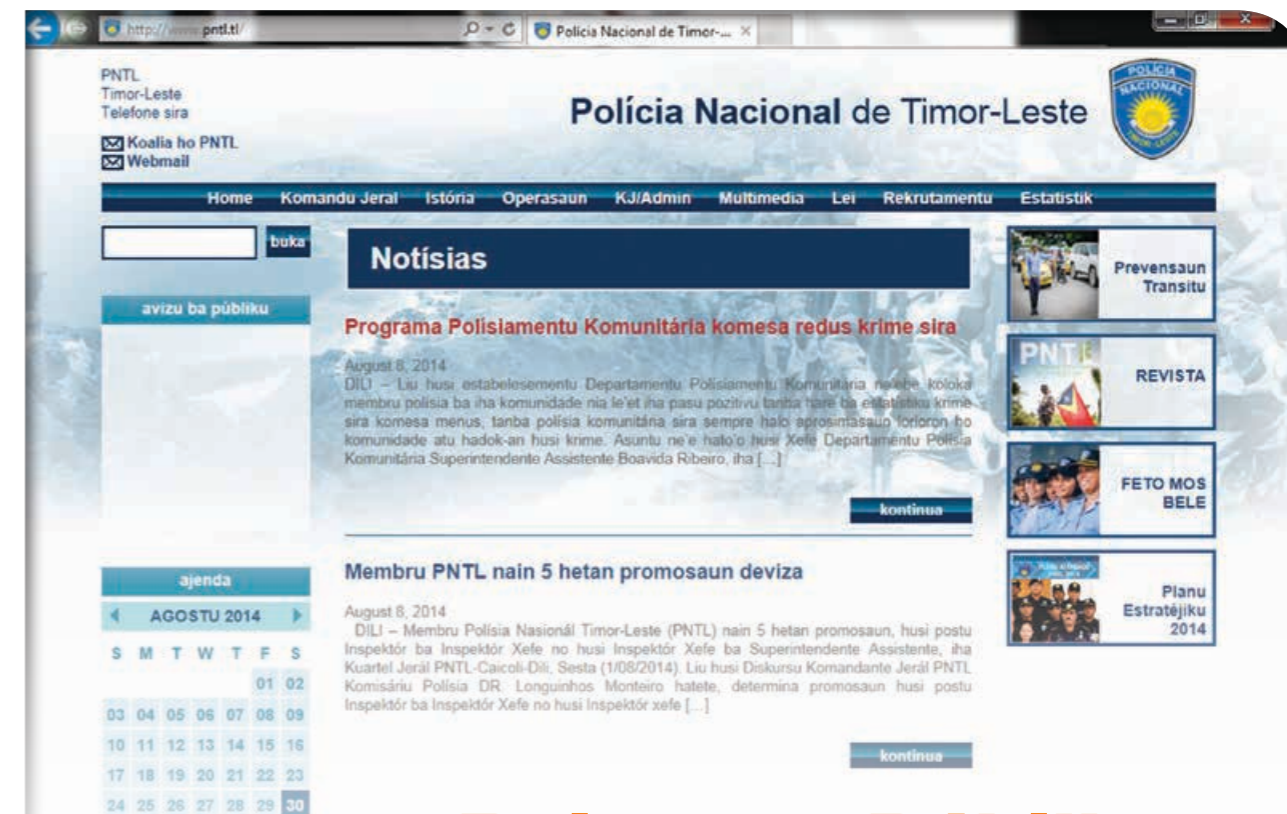 http://www.pntl.tl/
Polícia Nacional de Timor-...
PNTL
Timor-Leste
Telefone sira
Koalia ho PNTL
Webmail
Polícia Nacional de Timor-Leste
POLÍCIA
NACIONAL
TIMOR-LESTE
Home Komandu Jeral Istória Operasaun KJ/Admin Multimedia Lei Rekrutamentu Estatistik
buka
avizu ba públiku
Notísias
Programa Polisiamentu Komunitária komesa redus krime sira
August 8, 2014
DILI – Liu husi estabelesementu Departamentu Polisiamentu Komunitária ne'ebe koloka
membru polisia ba iha komunidade nia le'et iha pasu pozitivu tanba hare ba estatistiku krime
sira komesa menus, tanba polísia komunitária sira sempre halo aprosimasaun loriloron ho
komunidade atu hadok-an husi krime. Asuntu ne'e hato'o husi Xefe Departamentu Polísia
Komunitária Superintendente Assistente Boavida Ribeiro, iha [...]
kontinua
Membru PNTL nain 5 hetan promosaun deviza
August 8, 2014
DILI – Membru Polísia Nasionál Timor-Leste (PNTL) nain 5 hetan promosaun, husi postu
Inspektór ba Inspektór Xefe no husi Inspektór Xefe ba Superintendente Assistente, iha
Kuartel Jerál PNTL-Caicoli-Dili, Sesta (1/08/2014). Liu husi Diskursu Komandante Jerál PNTL
Komisáriu Polísia DR. Longuinhos Monteiro hatete, determina promosaun husi postu
Inspektór ba Inspektór Xefe no husi Inspektór xefe [...]
kontinua
ajenda
AGOSTU 2014
S M T W T F S
01 02
03 04 05 06 07 08 09
10 11 12 13 14 15 16
17 18 19 20 21 22 23
24 25 26 27 28 29 30
Prevensaun
Transitu
PNTL
REVISTA
FETO MOS
BELE
Planu
Estratéjiku
2014